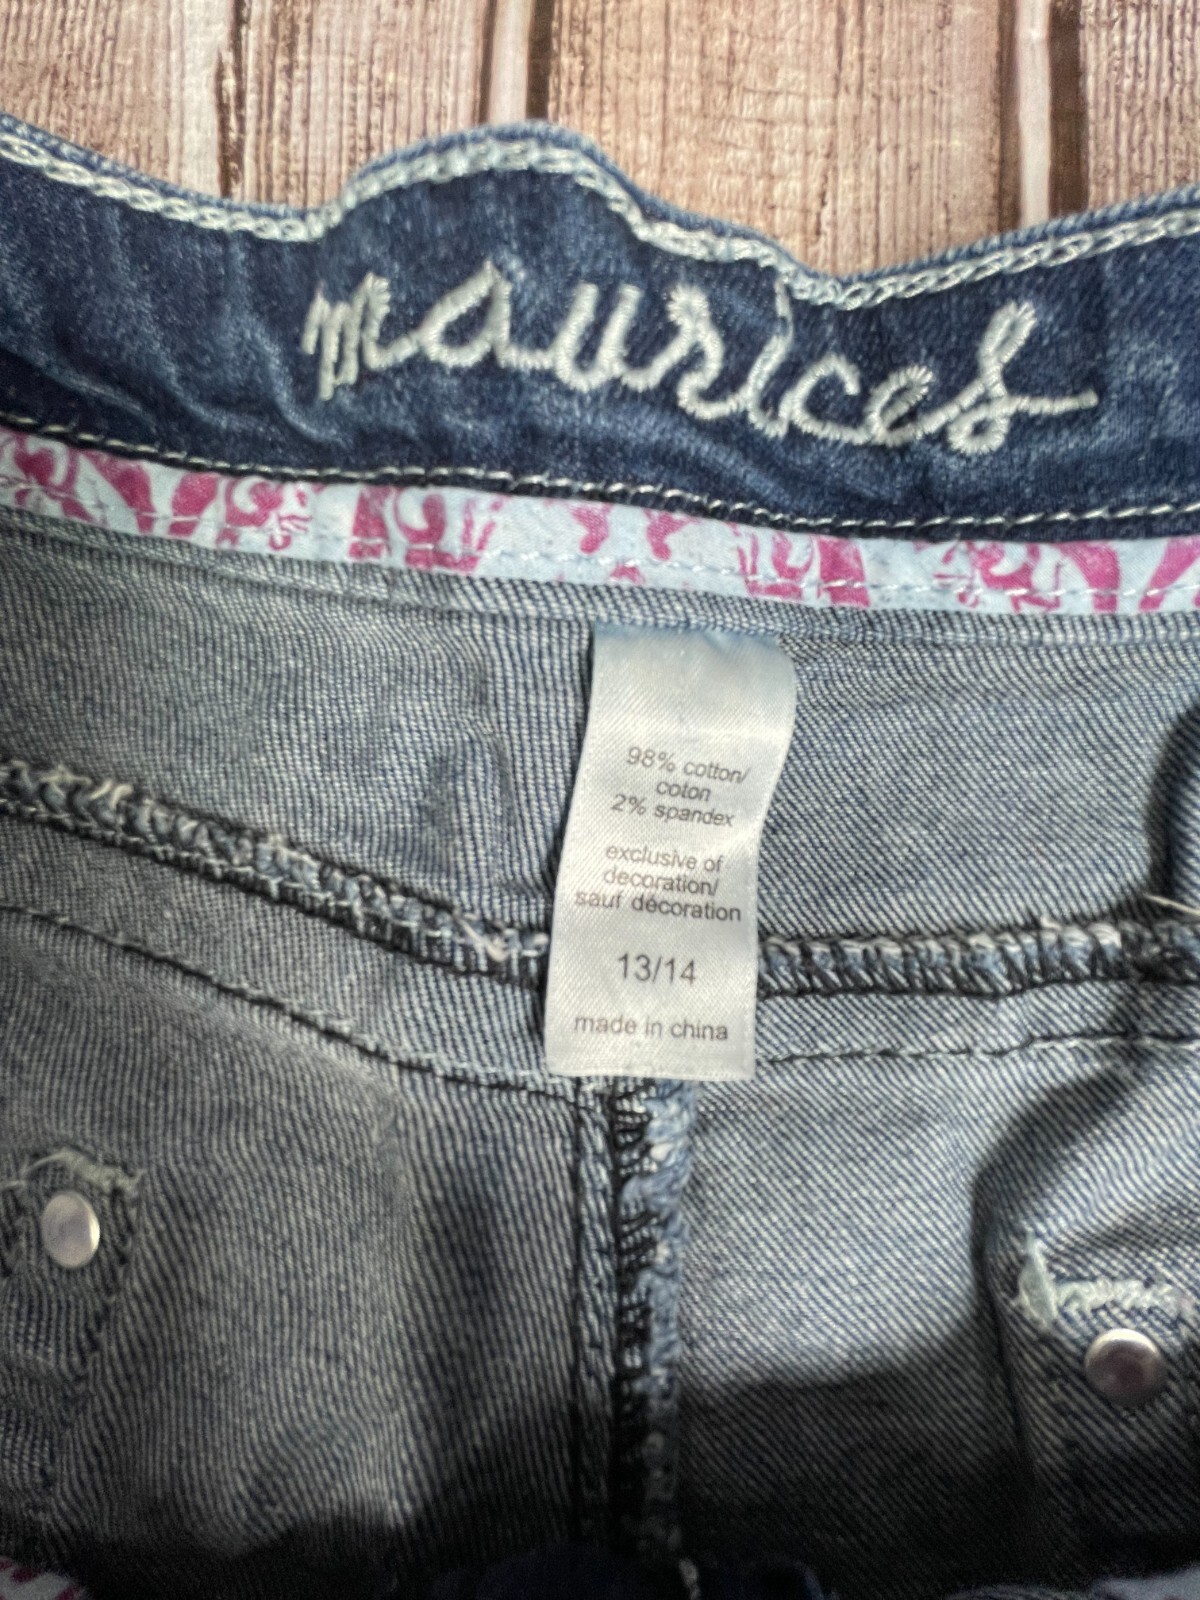 maurices
98% cotton/
coton
2% spandex
exclusive of
decoration/
sauf décoration
13/14
made in china